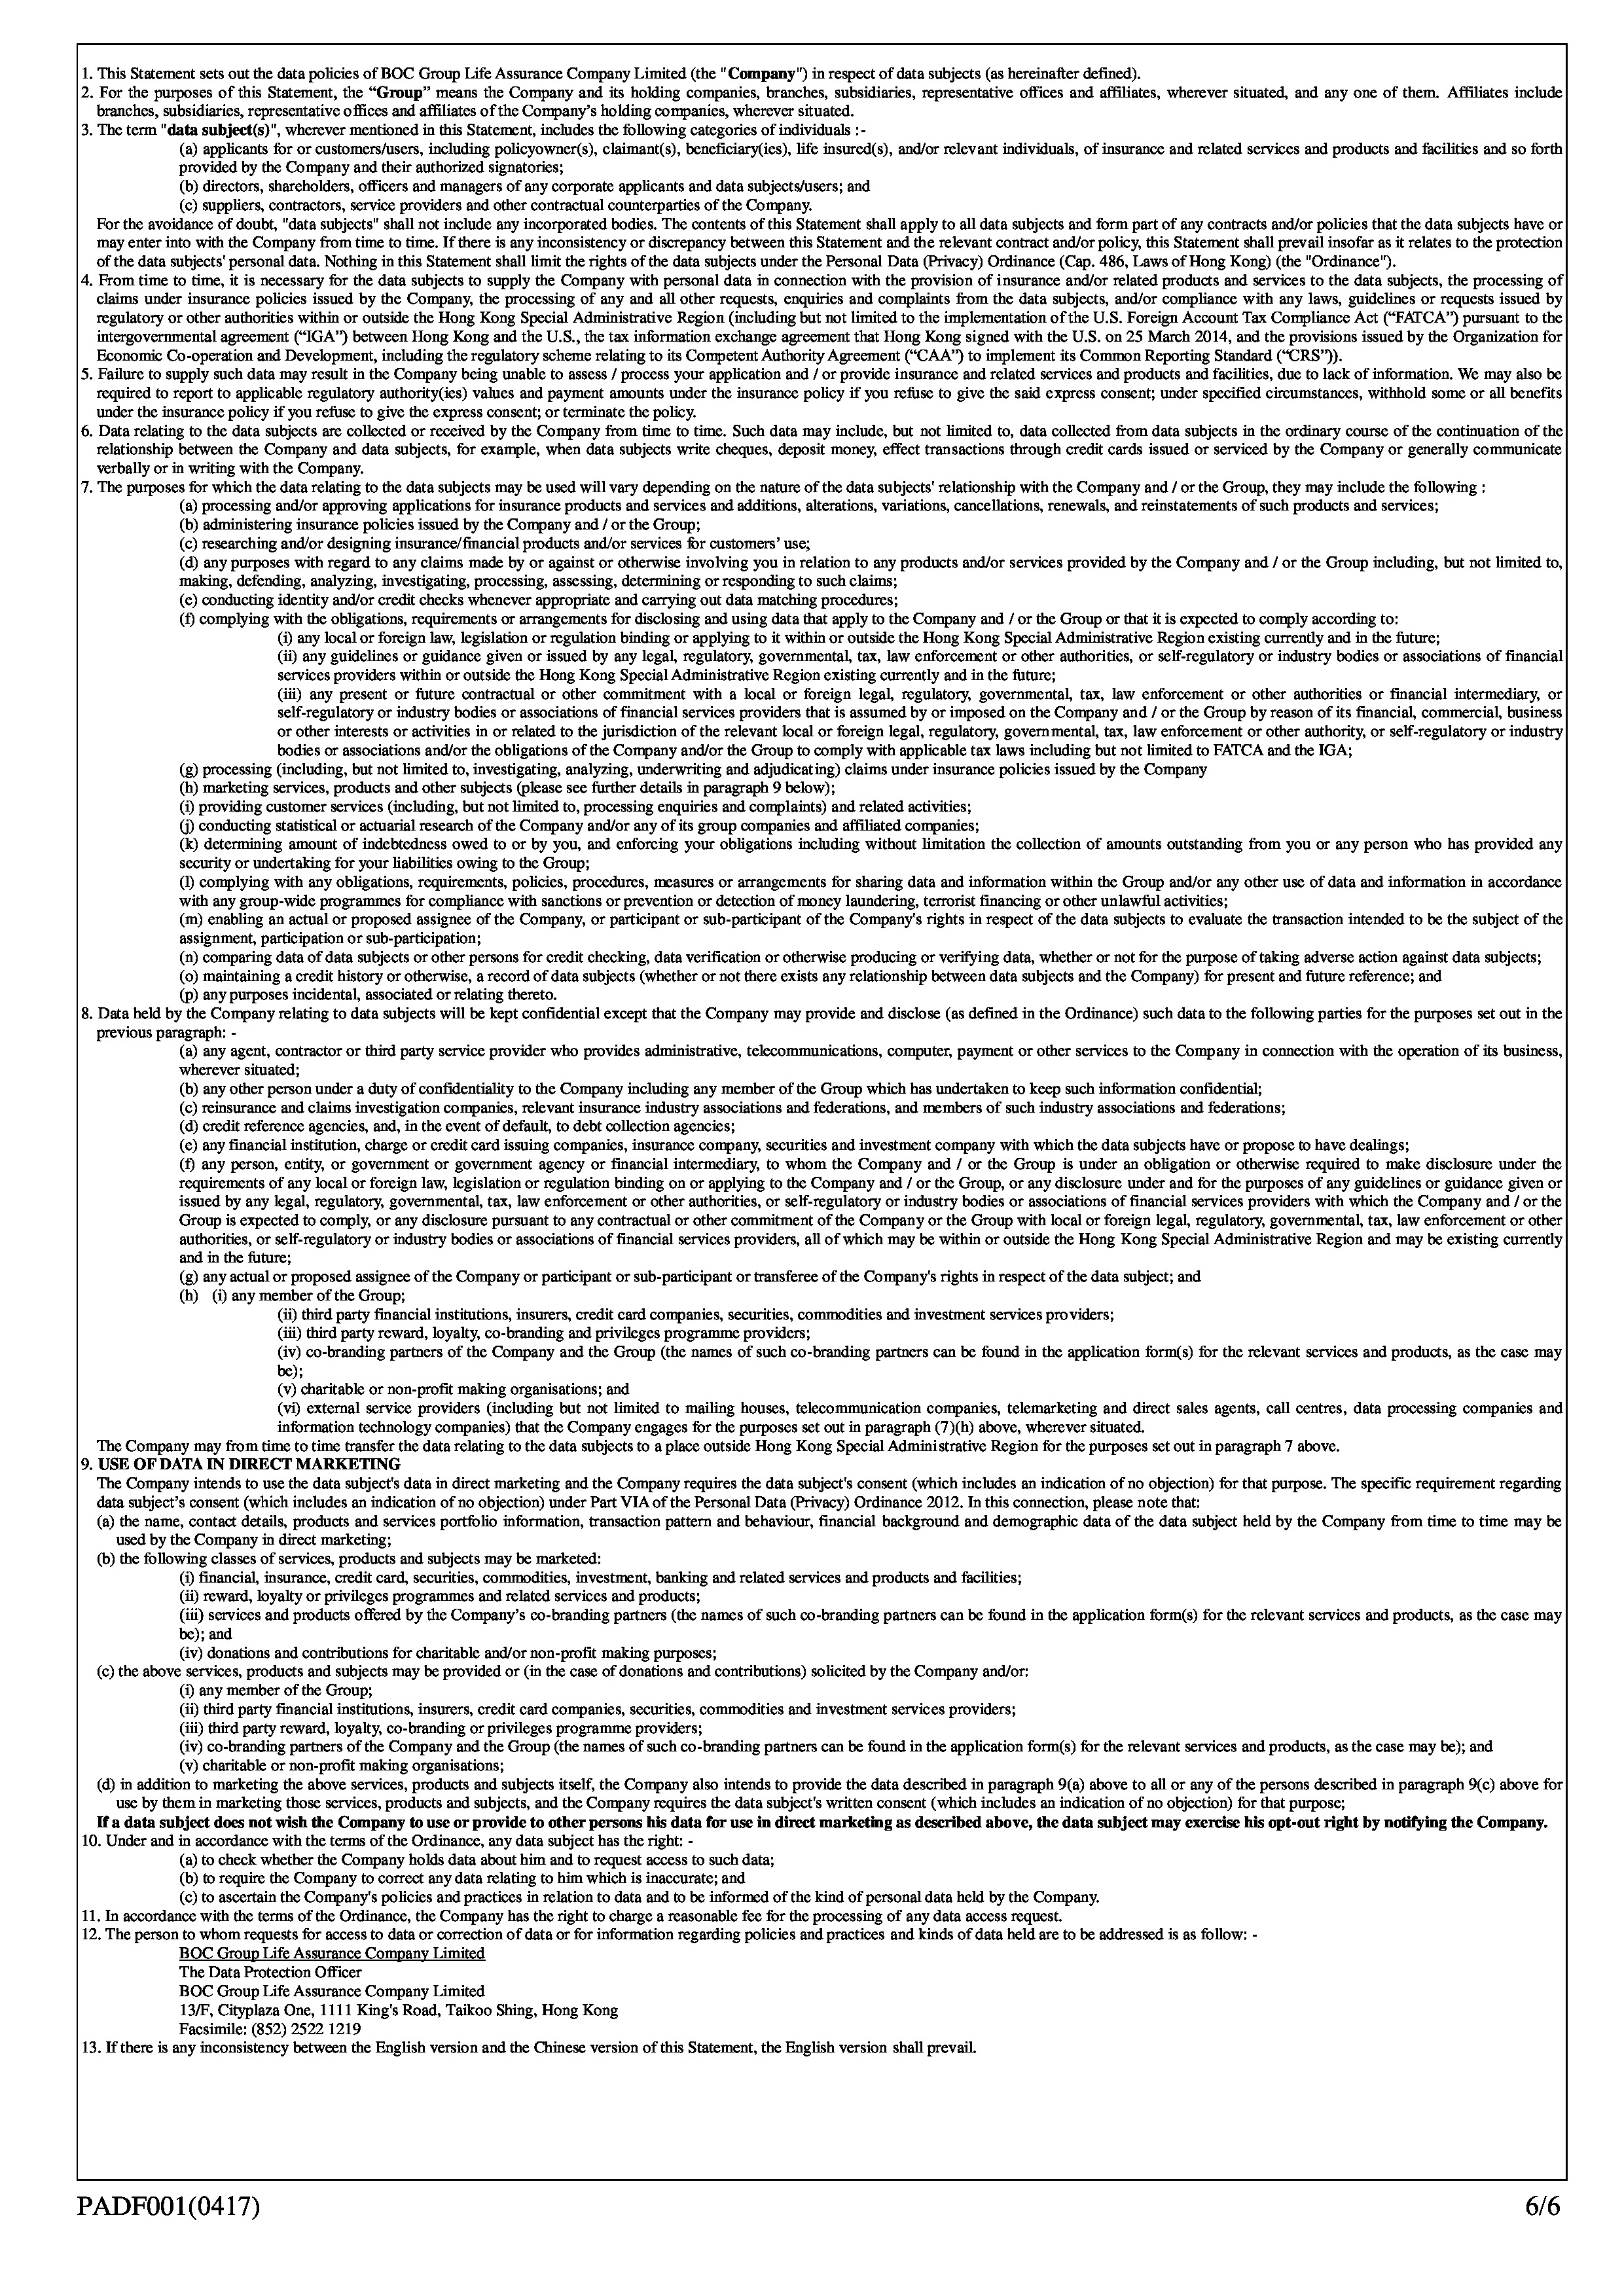 1. This Statement sets out the data policies of BOC Group Life Assurance Company Limited (the "Company") in respect of data subjects (as hereinafter defined).
2. For the purposes of this Statement, the “Group” means the Company and its holding companies, branches, subsidiaries, representative offices and affiliates, wherever situated, and any one of them. Affiliates include
branches, subsidiaries, representative offices and affiliates of the Company’s holding companies, wherever situated.
3. The term "data subject(s)", wherever mentioned in this Statement, includes the following categories of individuals :-
(a) applicants for or customers/users, including policyowner(s), claimant(s), beneficiary(ies), life insured(s), and/or relevant individuals, of insurance and related services and products and facilities and so forth
provided by the Company and their authorized signatories;
(b) directors, shareholders, officers and managers of any corporate applicants and data subjects/users; and
(c) suppliers, contractors, service providers and other contractual counterparties of the Company.
For the avoidance of doubt, "data subjects" shall not include any incorporated bodies. The contents of this Statement shall apply to all data subjects and form part of any contracts and/or policies that the data subjects have or
may enter into with the Company from time to time. If there is any inconsistency or discrepancy between this Statement and the relevant contract and/or policy, this Statement shall prevail insofar as it relates to the protection
of the data subjects' personal data. Nothing in this Statement shall limit the rights of the data subjects under the Personal Data (Privacy) Ordinance (Cap. 486, Laws of Hong Kong) (the "Ordinance").
4. From time to time, it is necessary for the data subjects to supply the Company with personal data in connection with the provision of insurance and/or related products and services to the data subjects, the processing of
claims under insurance policies issued by the Company, the processing of any and all other requests, enquiries and complaints from the data subjects, and/or compliance with any laws, guidelines or requests issued by
regulatory or other authorities within or outside the Hong Kong Special Administrative Region (including but not limited to the implementation of the U.S. Foreign Account Tax Compliance Act (“FATCA”) pursuant to the
intergovernmental agreement (“IGA”) between Hong Kong and the U.S., the tax information exchange agreement that Hong Kong signed with the U.S. on 25 March 2014, and the provisions issued by the Organization for
Economic Co-operation and Development, including the regulatory scheme relating to its Competent Authority Agreement (“CAA”) to implement its Common Reporting Standard (“CRS”)).
5. Failure to supply such data may result in the Company being unable to assess / process your application and / or provide insurance and related services and products and facilities, due to lack of information. We may also be
required to report to applicable regulatory authority(ies) values and payment amounts under the insurance policy if you refuse to give the said express consent; under specified circumstances, withhold some or all benefits
under the insurance policy if you refuse to give the express consent; or terminate the policy.
6. Data relating to the data subjects are collected or received by the Company from time to time. Such data may include, but not limited to, data collected from data subjects in the ordinary course of the continuation of the
relationship between the Company and data subjects, for example, when data subjects write cheques, deposit money, effect transactions through credit cards issued or serviced by the Company or generally communicate
verbally or in writing with the Company.
7. The purposes for which the data relating to the data subjects may be used will vary depending on the nature of the data subjects' relationship with the Company and / or the Group, they may include the following :
(a) processing and/or approving applications for insurance products and services and additions, alterations, variations, cancellations, renewals, and reinstatements of such products and services;
(b) administering insurance policies issued by the Company and / or the Group;
(c) researching and/or designing insurance/financial products and/or services for customers’ use;
(d) any purposes with regard to any claims made by or against or otherwise involving you in relation to any products and/or services provided by the Company and / or the Group including, but not limited to,
making, defending, analyzing, investigating, processing, assessing, determining or responding to such claims;
(e) conducting identity and/or credit checks whenever appropriate and carrying out data matching procedures;
(f) complying with the obligations, requirements or arrangements for disclosing and using data that apply to the Company and / or the Group or that it is expected to comply according to:
(i) any local or foreign law, legislation or regulation binding or applying to it within or outside the Hong Kong Special Administrative Region existing currently and in the future;
(ii) any guidelines or guidance given or issued by any legal, regulatory, governmental, tax, law enforcement or other authorities, or self-regulatory or industry bodies or associations of financial
services providers within or outside the Hong Kong Special Administrative Region existing currently and in the future;
(iii) any present or future contractual or other commitment with a local or foreign legal, regulatory, governmental, tax, law enforcement or other authorities or financial intermediary, or
self-regulatory or industry bodies or associations of financial services providers that is assumed by or imposed on the Company and / or the Group by reason of its financial, commercial, business
or other interests or activities in or related to the jurisdiction of the relevant local or foreign legal, regulatory, governmental, tax, law enforcement or other authority, or self-regulatory or industry
bodies or associations and/or the obligations of the Company and/or the Group to comply with applicable tax laws including but not limited to FATCA and the IGA;
(g) processing (including, but not limited to, investigating, analyzing, underwriting and adjudicating) claims under insurance policies issued by the Company
(h) marketing services, products and other subjects (please see further details in paragraph 9 below);
(i) providing customer services (including, but not limited to, processing enquiries and complaints) and related activities;
(j) conducting statistical or actuarial research of the Company and/or any of its group companies and affiliated companies;
(k) determining amount of indebtedness owed to or by you, and enforcing your obligations including without limitation the collection of amounts outstanding from you or any person who has provided any
security or undertaking for your liabilities owing to the Group;
(l) complying with any obligations, requirements, policies, procedures, measures or arrangements for sharing data and information within the Group and/or any other use of data and information in accordance
with any group-wide programmes for compliance with sanctions or prevention or detection of money laundering, terrorist financing or other unlawful activities;
(m) enabling an actual or proposed assignee of the Company, or participant or sub-participant of the Company's rights in respect of the data subjects to evaluate the transaction intended to be the subject of the
assignment, participation or sub-participation;
(n) comparing data of data subjects or other persons for credit checking, data verification or otherwise producing or verifying data, whether or not for the purpose of taking adverse action against data subjects;
(o) maintaining a credit history or otherwise, a record of data subjects (whether or not there exists any relationship between data subjects and the Company) for present and future reference; and
(p) any purposes incidental, associated or relating thereto.
8. Data held by the Company relating to data subjects will be kept confidential except that the Company may provide and disclose (as defined in the Ordinance) such data to the following parties for the purposes set out in the
previous paragraph: -
(a) any agent, contractor or third party service provider who provides administrative, telecommunications, computer, payment or other services to the Company in connection with the operation of its business,
wherever situated;
(b) any other person under a duty of confidentiality to the Company including any member of the Group which has undertaken to keep such information confidential;
(c) reinsurance and claims investigation companies, relevant insurance industry associations and federations, and members of such industry associations and federations;
(d) credit reference agencies, and, in the event of default, to debt collection agencies;
(e) any financial institution, charge or credit card issuing companies, insurance company, securities and investment company with which the data subjects have or propose to have dealings;
(f) any person, entity, or government or government agency or financial intermediary, to whom the Company and / or the Group is under an obligation or otherwise required to make disclosure under the
requirements of any local or foreign law, legislation or regulation binding on or applying to the Company and / or the Group, or any disclosure under and for the purposes of any guidelines or guidance given or
issued by any legal, regulatory, governmental, tax, law enforcement or other authorities, or self-regulatory or industry bodies or associations of financial services providers with which the Company and / or the
Group is expected to comply, or any disclosure pursuant to any contractual or other commitment of the Company or the Group with local or foreign legal, regulatory, governmental, tax, law enforcement or other
authorities, or self-regulatory or industry bodies or associations of financial services providers, all of which may be within or outside the Hong Kong Special Administrative Region and may be existing currently
and in the future;
(g) any actual or proposed assignee of the Company or participant or sub-participant or transferee of the Company's rights in respect of the data subject; and
(h) (i) any member of the Group;
(ii) third party financial institutions, insurers, credit card companies, securities, commodities and investment services providers;
(iii) third party reward, loyalty, co-branding and privileges programme providers;
(iv) co-branding partners of the Company and the Group (the names of such co-branding partners can be found in the application form(s) for the relevant services and products, as the case may
be);
(v) charitable or non-profit making organisations; and
(vi) external service providers (including but not limited to mailing houses, telecommunication companies, telemarketing and direct sales agents, call centres, data processing companies and
information technology companies) that the Company engages for the purposes set out in paragraph (7)(h) above, wherever situated.
The Company may from time to time transfer the data relating to the data subjects to a place outside Hong Kong Special Administrative Region for the purposes set out in paragraph 7 above.
9. USE OF DATA IN DIRECT MARKETING
The Company intends to use the data subject's data in direct marketing and the Company requires the data subject's consent (which includes an indication of no objection) for that purpose. The specific requirement regarding
data subject’s consent (which includes an indication of no objection) under Part VIA of the Personal Data (Privacy) Ordinance 2012. In this connection, please note that:
(a) the name, contact details, products and services portfolio information, transaction pattern and behaviour, financial background and demographic data of the data subject held by the Company from time to time may be
used by the Company in direct marketing;
(b) the following classes of services, products and subjects may be marketed:
(i) financial, insurance, credit card, securities, commodities, investment, banking and related services and products and facilities;
(ii) reward, loyalty or privileges programmes and related services and products;
(iii) services and products offered by the Company’s co-branding partners (the names of such co-branding partners can be found in the application form(s) for the relevant services and products, as the case may
be); and
(iv) donations and contributions for charitable and/or non-profit making purposes;
(c) the above services, products and subjects may be provided or (in the case of donations and contributions) solicited by the Company and/or:
(i) any member of the Group;
(ii) third party financial institutions, insurers, credit card companies, securities, commodities and investment services providers;
(iii) third party reward, loyalty, co-branding or privileges programme providers;
(iv) co-branding partners of the Company and the Group (the names of such co-branding partners can be found in the application form(s) for the relevant services and products, as the case may be); and
(v) charitable or non-profit making organisations;
(d) in addition to marketing the above services, products and subjects itself, the Company also intends to provide the data described in paragraph 9(a) above to all or any of the persons described in paragraph 9(c) above for
use by them in marketing those services, products and subjects, and the Company requires the data subject's written consent (which includes an indication of no objection) for that purpose;
If a data subject does not wish the Company to use or provide to other persons his data for use in direct marketing as described above, the data subject may exercise his opt-out right by notifying the Company.
10. Under and in accordance with the terms of the Ordinance, any data subject has the right: -
(a) to check whether the Company holds data about him and to request access to such data;
(b) to require the Company to correct any data relating to him which is inaccurate; and
(c) to ascertain the Company's policies and practices in relation to data and to be informed of the kind of personal data held by the Company.
11. In accordance with the terms of the Ordinance, the Company has the right to charge a reasonable fee for the processing of any data access request.
12. The person to whom requests for access to data or correction of data or for information regarding policies and practices and kinds of data held are to be addressed is as follow: -
BOC Group Life Assurance Company Limited
The Data Protection Officer
BOC Group Life Assurance Company Limited
13/F, Cityplaza One, 1111 King's Road, Taikoo Shing, Hong Kong
Facsimile: (852) 2522 1219
13. If there is any inconsistency between the English version and the Chinese version of this Statement, the English version shall prevail.
PADF001(0417)
6/6